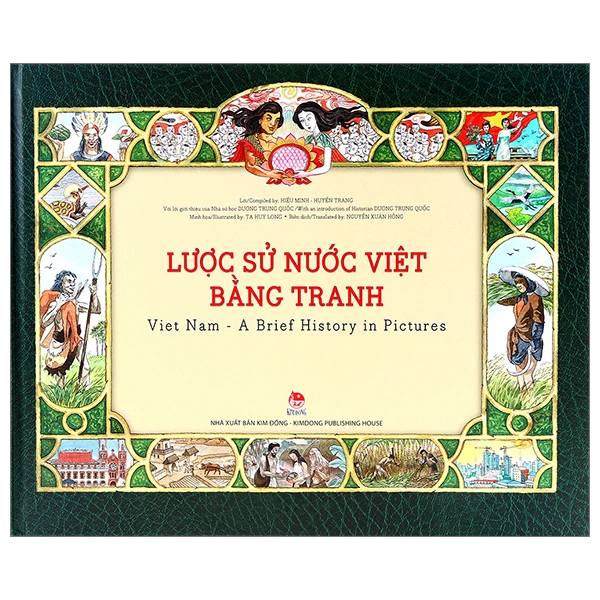 Lời/Compiled by: HIẾU MINH - HUYỀN TRANG
Với lời giới thiệu của Nhà sử học DƯƠNG TRUNG QUỐC /With an introduction of Historian DƯƠNG TRUNG QUỐC
Minh họa/Illustrated by: TẠ HUY LONG • Biên dịch/Translated by: NGUYỄN XUÂN HỒNG
LƯỢC SỬ NƯỚC VIỆT
BẰNG TRANH
Viet Nam - A Brief History in Pictures
KIM ĐỒNG
NHÀ XUẤT BẢN KIM ĐỒNG - KIMDONG PUBLISHING HOUSE